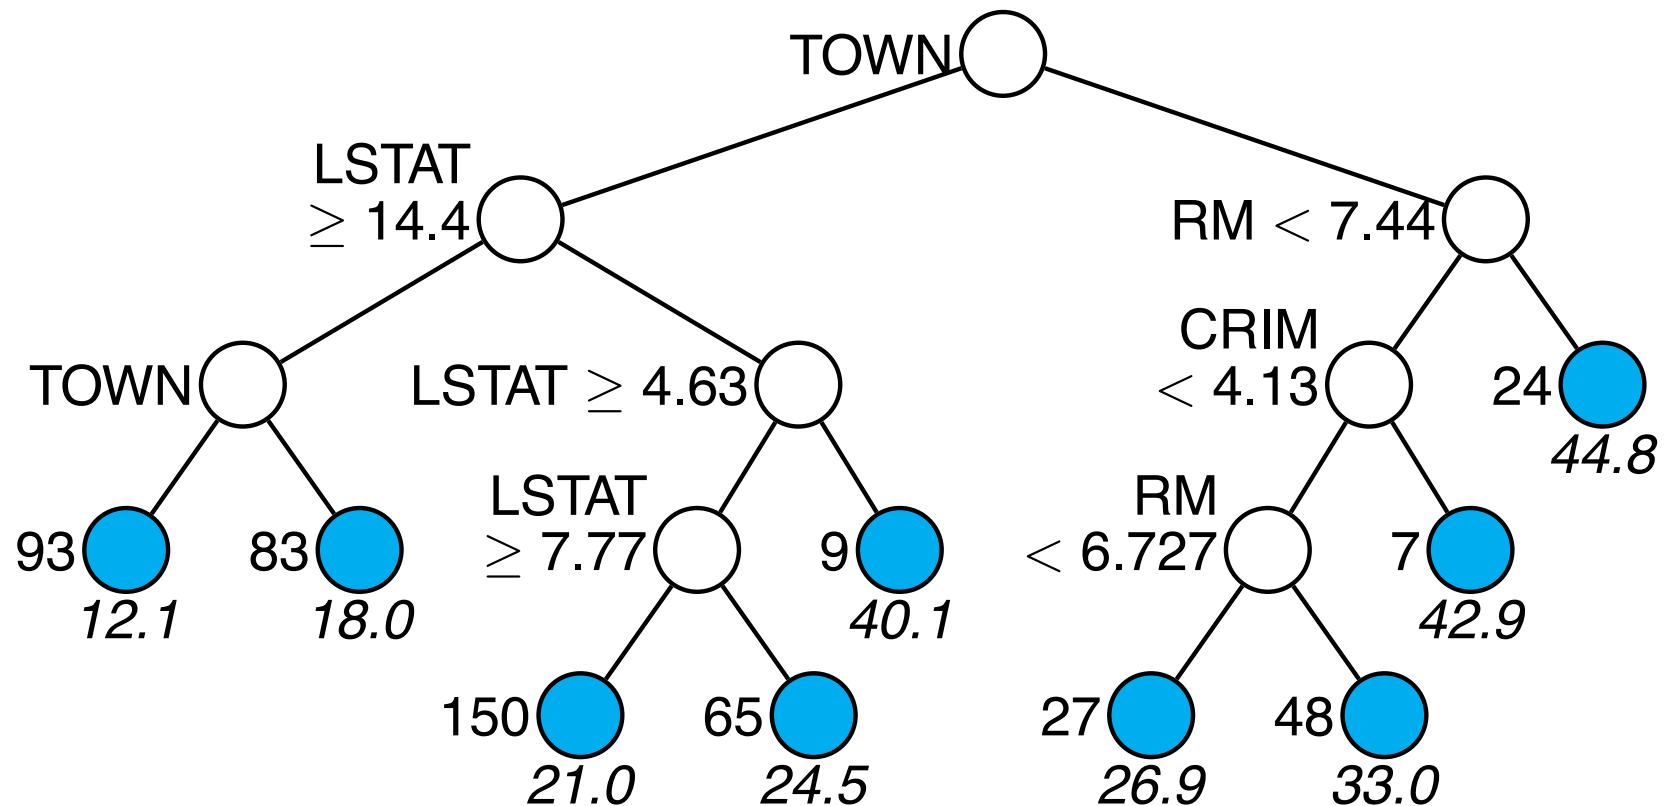 TOWN
LSTAT
≥ 14.4
RM < 7.44
CRIM
< 4.13
TOWN
LSTAT ≥ 4.63
24
44.8
LSTAT
≥ 7.77
RM
< 6.727
93
12.1
83
18.0
9
40.1
7
42.9
150
21.0
65
24.5
27
26.9
48
33.0